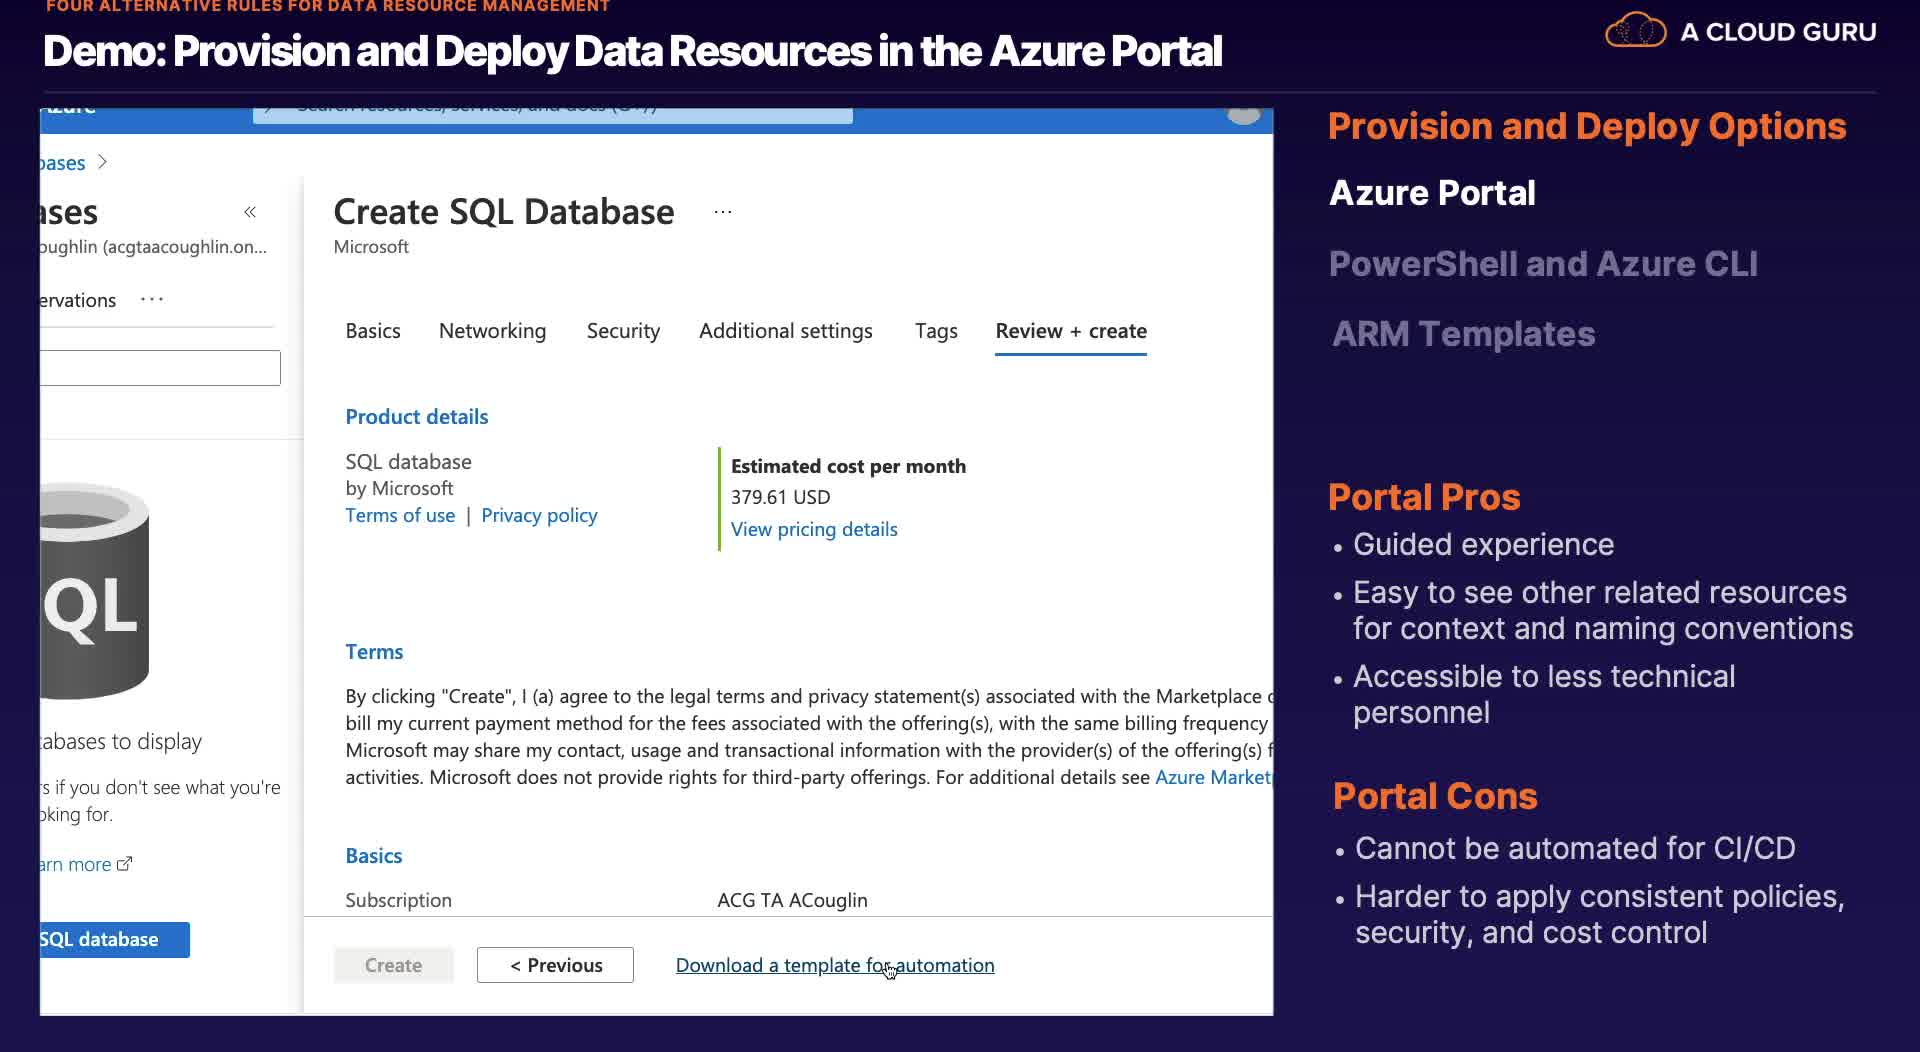 FOUR ALTERNATIVE RULES FOR DATA RESOURCE MANAGEMENT
Demo: Provision and Deploy Data Resources in the Azure Portal
A CLOUD GURU
Azure
Search resources, services, and docs (G+/)
bases >
ases «
oughlin (acgtaacoughlin.on...
ervations ...
QL
tabases to display
rs if you don't see what you're
oking for.
arn more
SQL database
Create SQL Database ...
Microsoft
Basics Networking Security Additional settings Tags Review + create
Product details
SQL database
by Microsoft
Terms of use | Privacy policy
Estimated cost per month
379.61 USD
View pricing details
Terms
By clicking "Create", I (a) agree to the legal terms and privacy statement(s) associated with the Marketplace
bill my current payment method for the fees associated with the offering(s), with the same billing frequency
Microsoft may share my contact, usage and transactional information with the provider(s) of the offering(s) f
activities. Microsoft does not provide rights for third-party offerings. For additional details see Azure Market
Basics
Subscription ACG TA ACouglin
Create < Previous Download a template for automation
Provision and Deploy Options
Azure Portal
PowerShell and Azure CLI
ARM Templates
Portal Pros
• Guided experience
• Easy to see other related resources
for context and naming conventions
• Accessible to less technical
personnel
Portal Cons
• Cannot be automated for CI/CD
• Harder to apply consistent policies,
security, and cost control